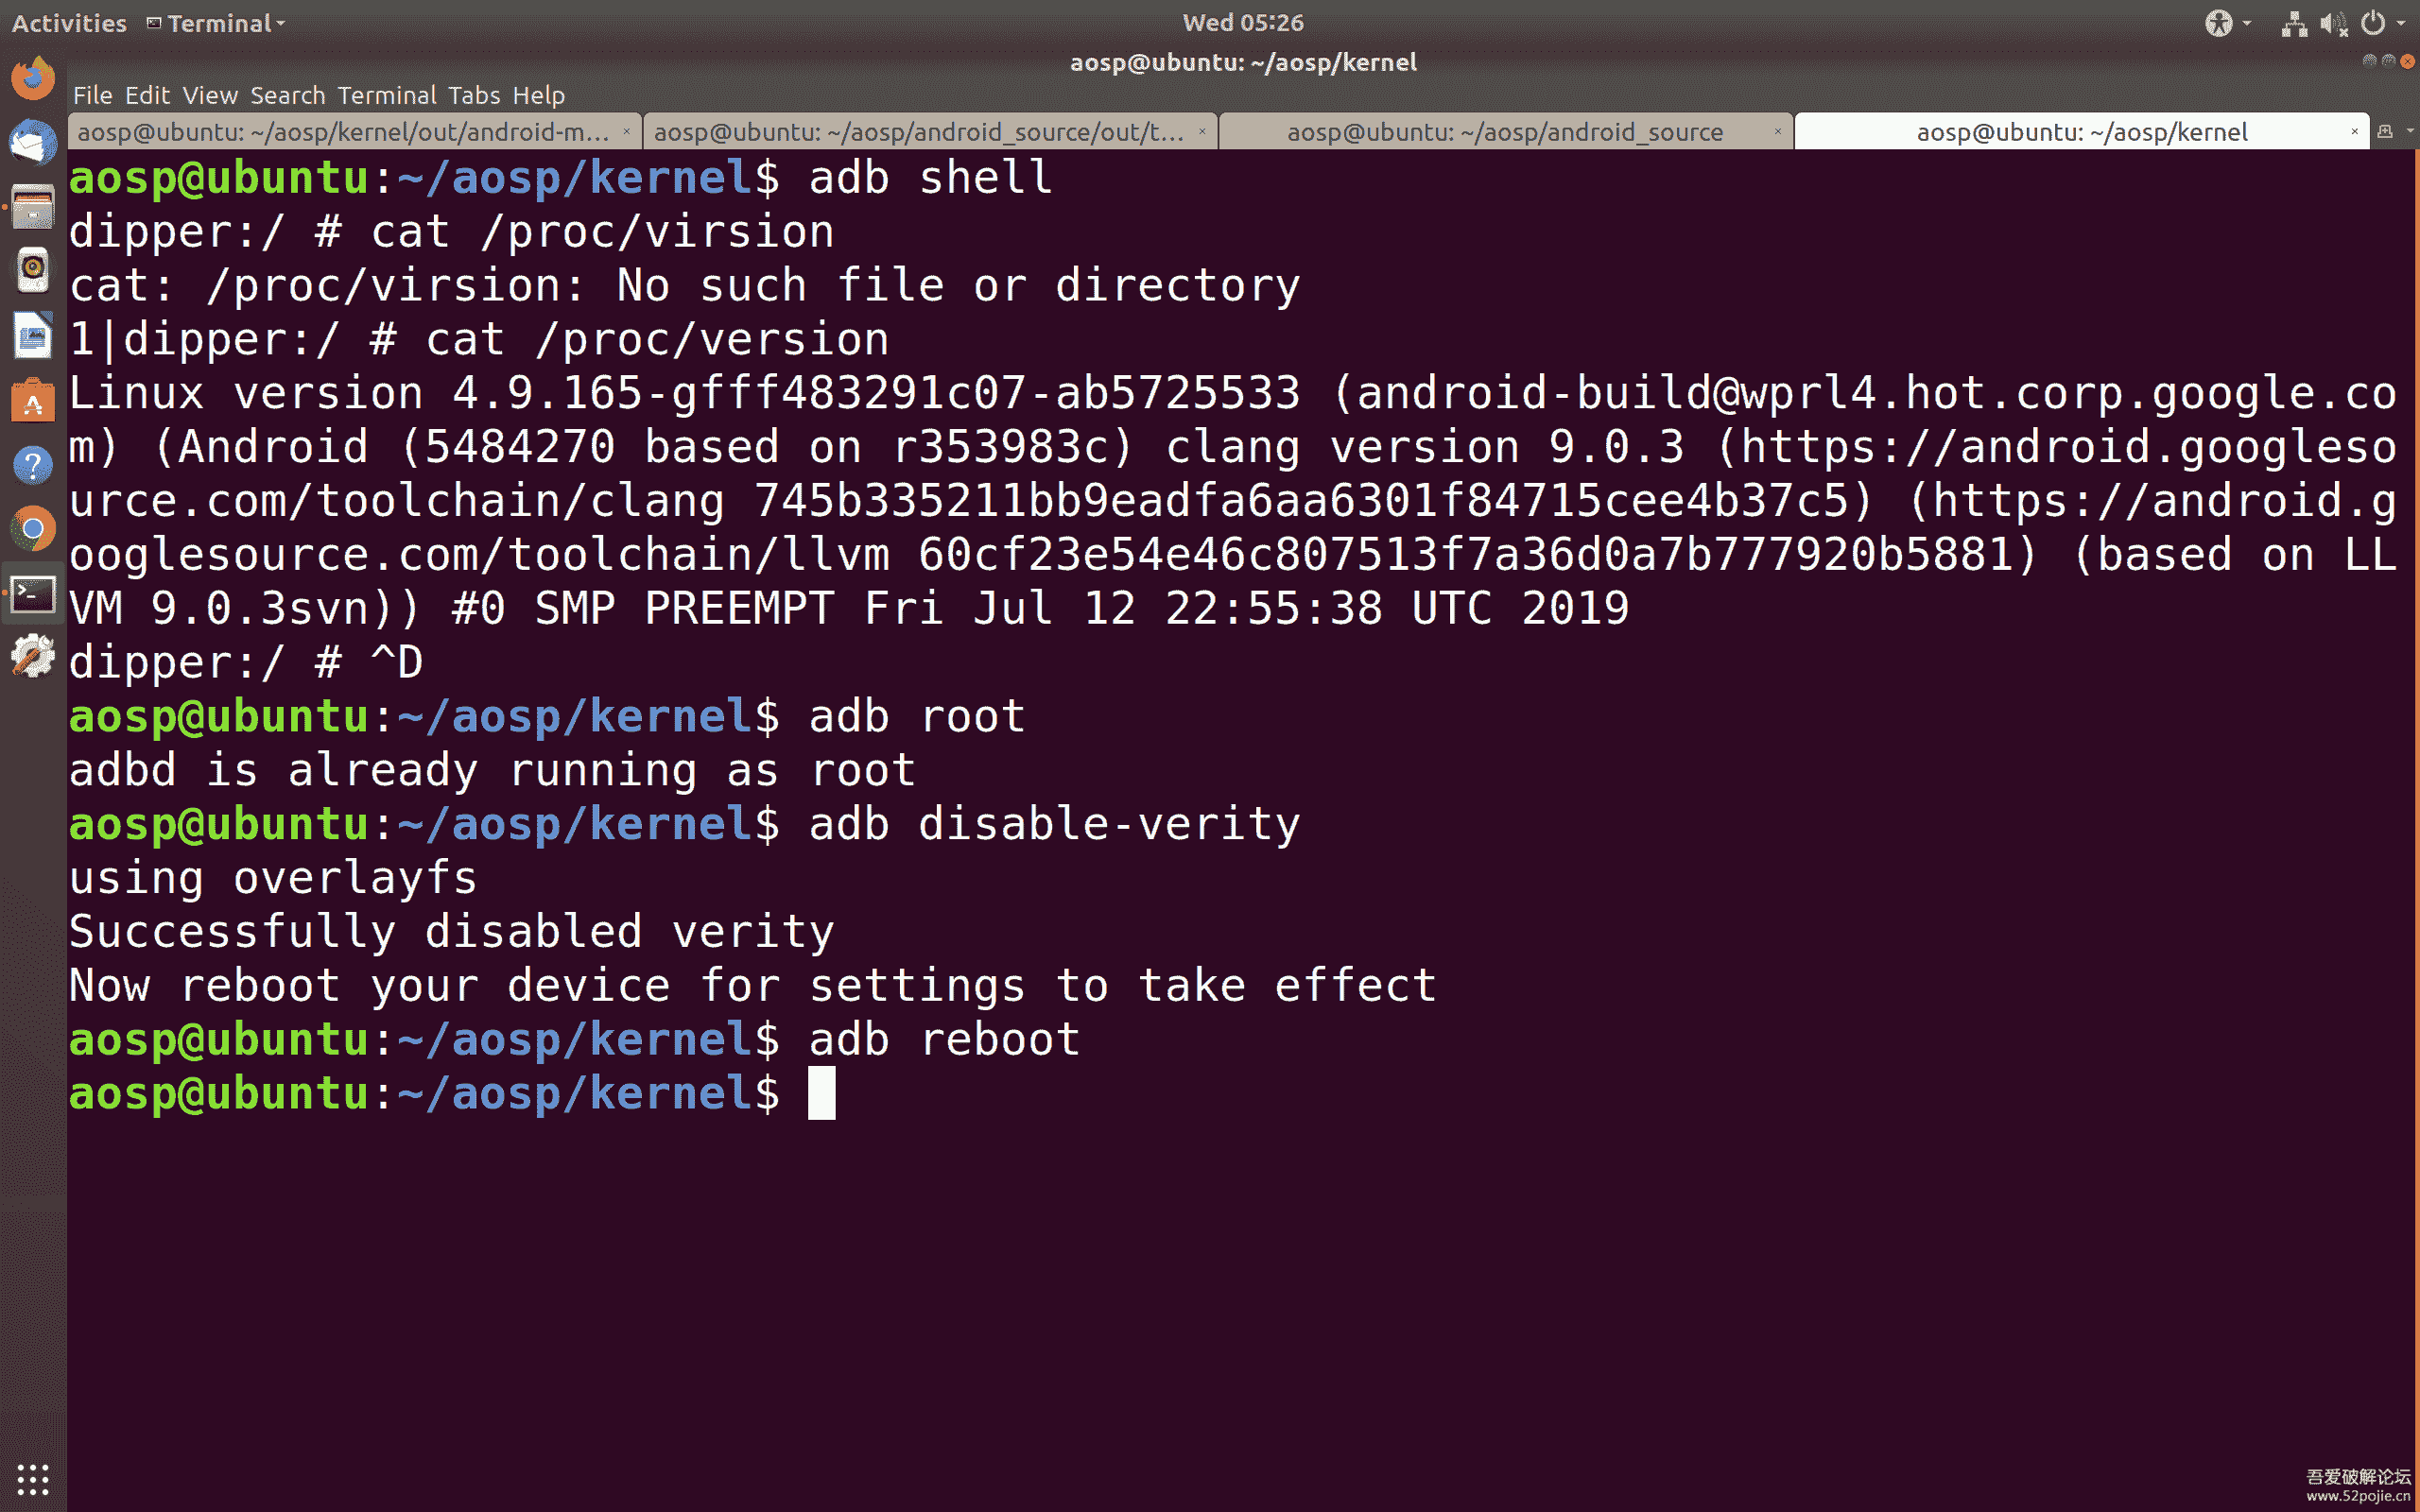 Activities Terminal Wed 05:26
aosp@ubuntu: ~/aosp/kernel
File Edit View Search Terminal Tabs Help
aosp@ubuntu: ~/aosp/kernel/out/android-m... × aosp@ubuntu: ~/aosp/android_source/out/t... × aosp@ubuntu: ~/aosp/android_source × aosp@ubuntu: ~/aosp/kernel ×
aosp@ubuntu:~/aosp/kernel$ adb shell
dipper:/ # cat /proc/virsion
cat: /proc/virsion: No such file or directory
1|dipper:/ # cat /proc/version
Linux version 4.9.165-gfff483291c07-ab5725533 (android-build@wprl4.hot.corp.google.co
m) (Android (5484270 based on r353983c) clang version 9.0.3 (https://android.googleso
urce.com/toolchain/clang 745b335211bb9eadfa6aa6301f84715cee4b37c5) (https://android.g
ooglesource.com/toolchain/llvm 60cf23e54e46c807513f7a36d0a7b777920b5881) (based on LL
VM 9.0.3svn)) #0 SMP PREEMPT Fri Jul 12 22:55:38 UTC 2019
dipper:/ # ^D
aosp@ubuntu:~/aosp/kernel$ adb root
adbd is already running as root
aosp@ubuntu:~/aosp/kernel$ adb disable-verity
using overlayfs
Successfully disabled verity
Now reboot your device for settings to take effect
aosp@ubuntu:~/aosp/kernel$ adb reboot
aosp@ubuntu:~/aosp/kernel$
吾爱破解论坛
www.52pojie.cn